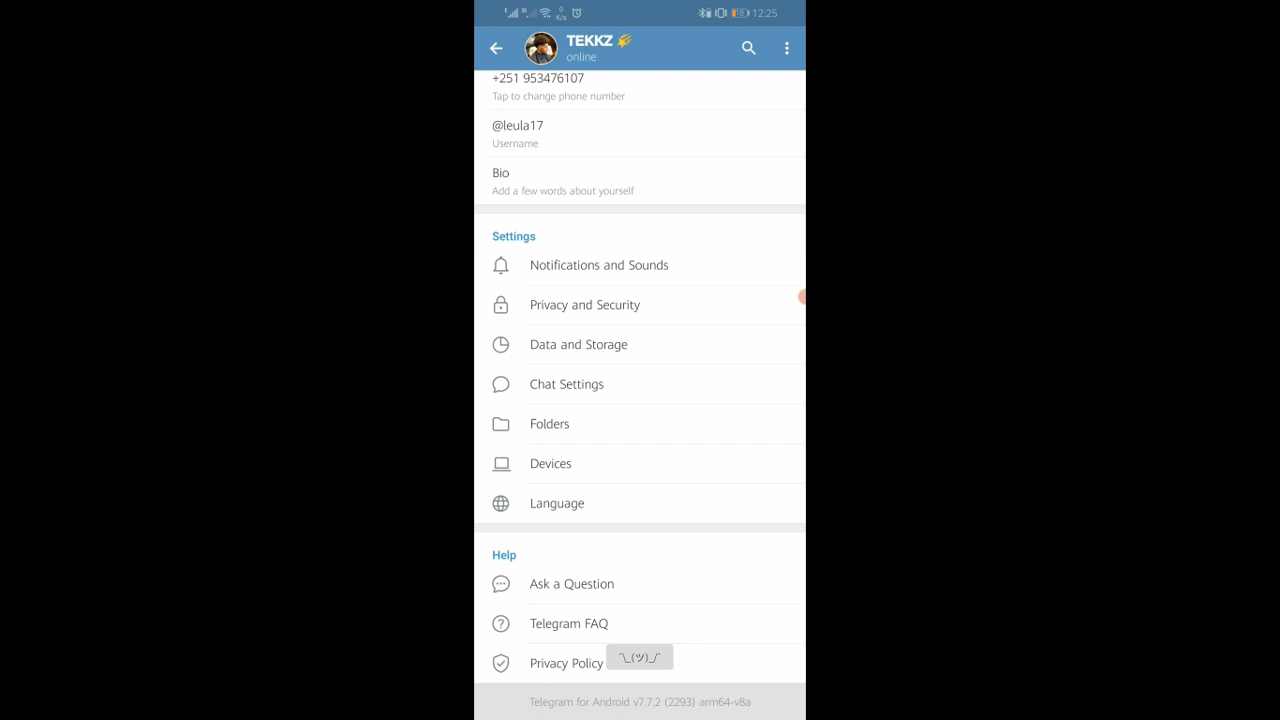 0
K/s
12:25
TEKKZ
online
+251 953476107
Tap to change phone number
@leula17
Username
Bio
Add a few words about yourself
Settings
Notifications and Sounds
Privacy and Security
Data and Storage
Chat Settings
Folders
Devices
Language
Help
Ask a Question
Telegram FAQ
Privacy Policy
¯\_(ツ)_/¯
Telegram for Android v7.7.2 (2293) arm64-v8a